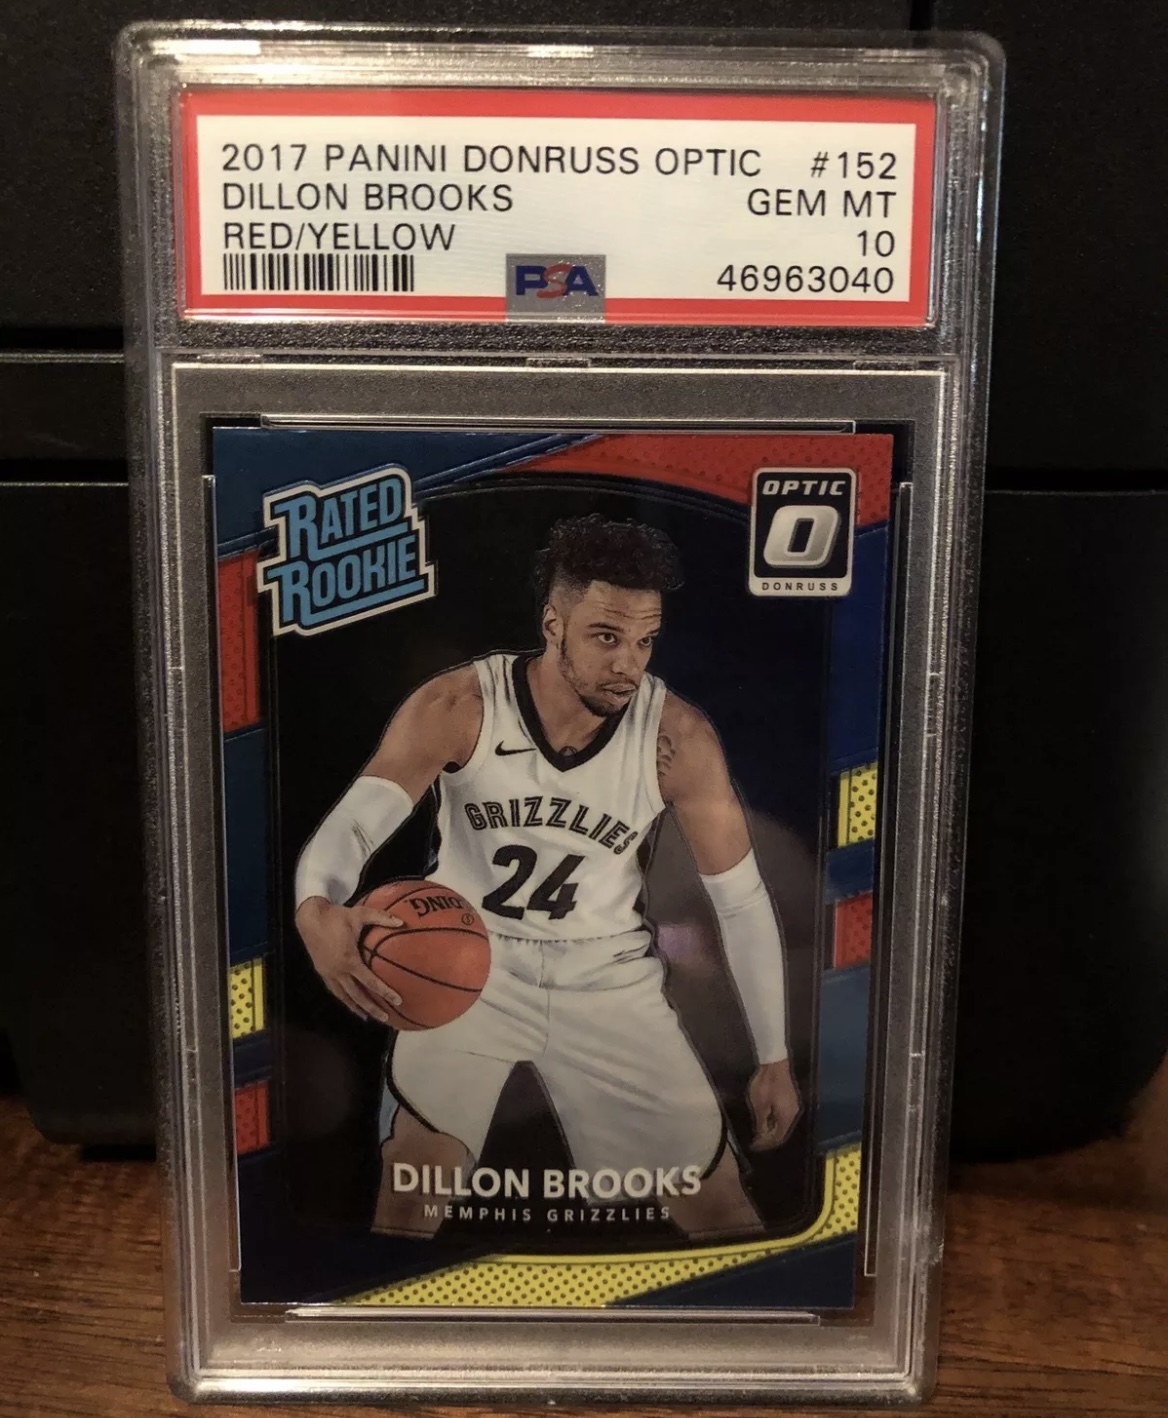 2017 PANINI DONRUSS OPTIC #152
DILLON BROOKS GEM MT
RED/YELLOW 10
PSA 46963040
RATED
ROOKIE
OPTIC
O
DONRUSS
GRIZZLIES
24
DING
DILLON BROOKS
MEMPHIS GRIZZLIES